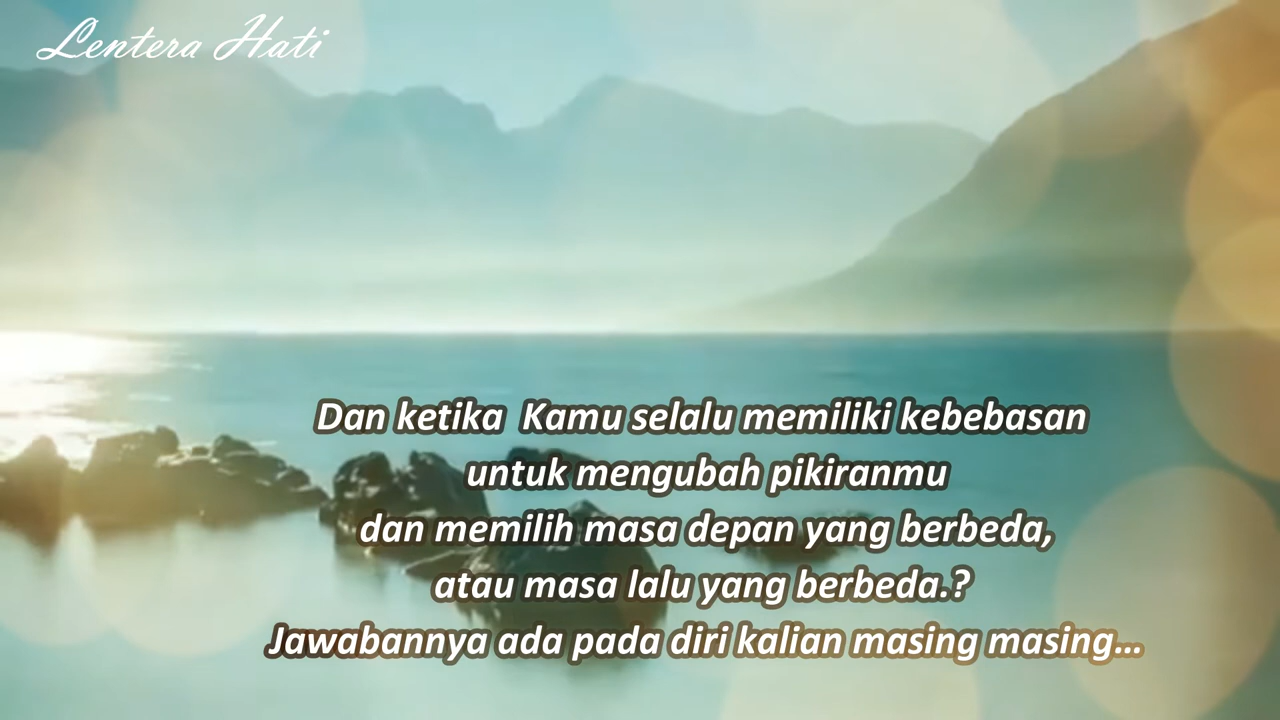 Lentera Hati
Dan ketika  Kamu selalu memiliki kebebasan
untuk mengubah pikiranmu
dan memilih masa depan yang berbeda,
atau masa lalu yang berbeda.?
Jawabannya ada pada diri kalian masing masing...